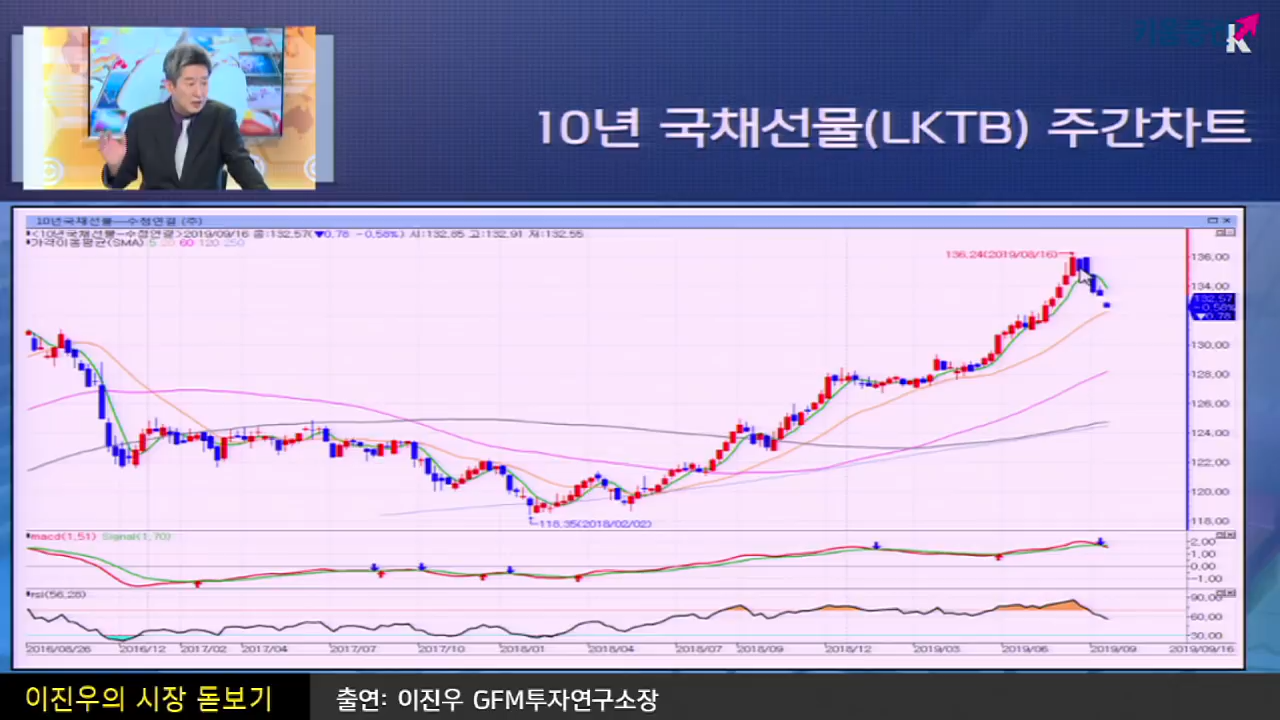 키움증권
K
10년 국채선물(LKTB) 주간차트
10년국채선물—수정연결 (주)
<10년국채선물-수정연결>2019/09/16 종:132.57(▼0.78 -0.58%) 시:132.85 고:132.91 저:132.55
가격이동평균(SMA) 5 20 60 120 250
136.24(2019/08/16)
118.35(2018/02/02)
136.00
134.00
132.57
-0.58%
▼0.78
130.00
128.00
126.00
124.00
122.00
120.00
118.00
macd(1,51) Signal(1,70)
2.00
1.00
0.00
-1.00
90.00
60.00
30.00
2016/08/26 2016/12 2017/02 2017/04 2017/07 2017/10 2018/01 2018/04 2018/07 2018/09 2018/12 2019/03 2019/06 2019/09 2019/09/16
이진우의 시장 돋보기
출연: 이진우 GFM투자연구소장